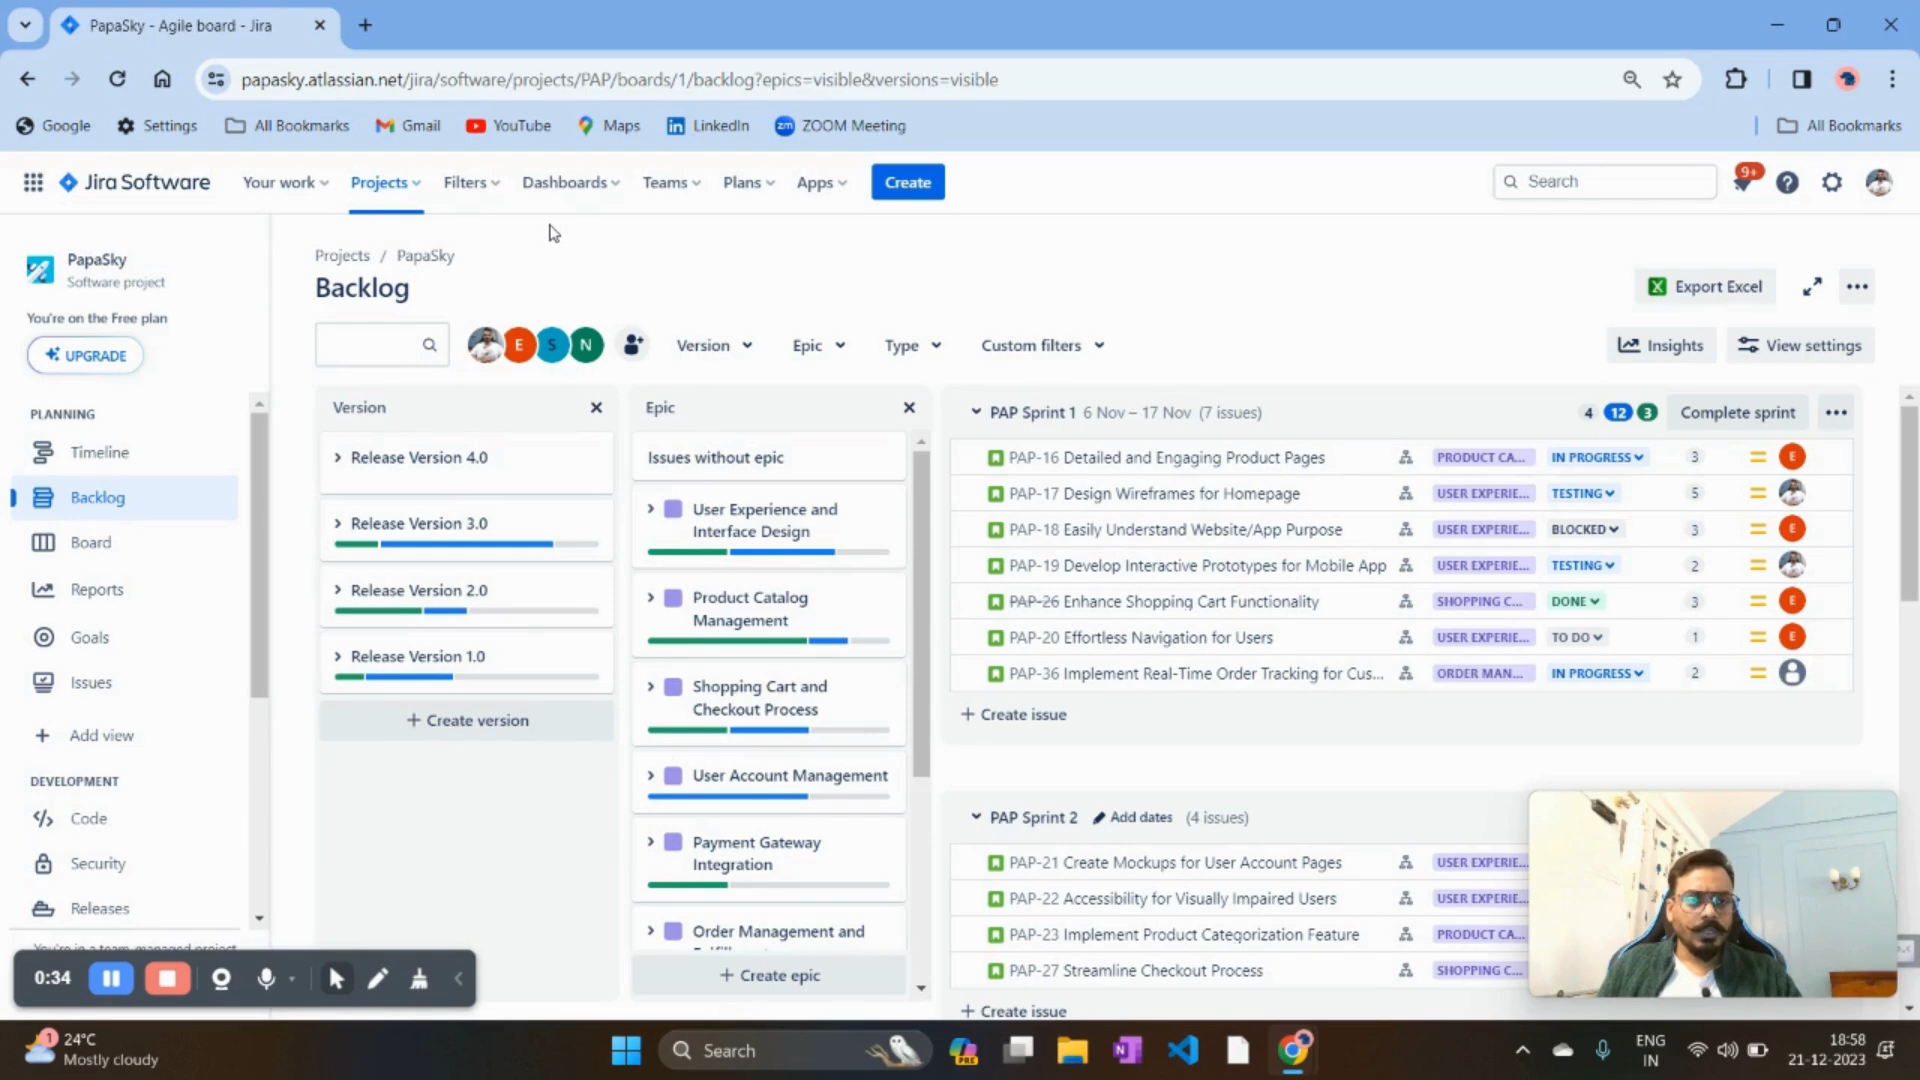 PapaSky - Agile board - Jira
papasky.atlassian.net/jira/software/projects/PAP/boards/1/backlog?epics=visible&versions=visible
Google Settings All Bookmarks Gmail YouTube Maps LinkedIn zm ZOOM Meeting All Bookmarks
Jira Software Your work Projects Filters Dashboards Teams Plans Apps Create Search 9+
PapaSky
Software project
You're on the Free plan
UPGRADE
PLANNING
Timeline
Backlog
Board
Reports
Goals
Issues
Add view
DEVELOPMENT
Code
Security
Releases
You're in a team-managed project
Projects / PapaSky
Backlog
Export Excel
E S N Version Epic Type Custom filters Insights View settings
Version
Release Version 4.0
Release Version 3.0
Release Version 2.0
Release Version 1.0
+ Create version
Epic
Issues without epic
User Experience and
Interface Design
Product Catalog
Management
Shopping Cart and
Checkout Process
User Account Management
Payment Gateway
Integration
Order Management and
+ Create epic
PAP Sprint 1 6 Nov – 17 Nov (7 issues) 4 12 3 Complete sprint
PAP-16 Detailed and Engaging Product Pages PRODUCT CA... IN PROGRESS 3 E
PAP-17 Design Wireframes for Homepage USER EXPERIE... TESTING 5
PAP-18 Easily Understand Website/App Purpose USER EXPERIE... BLOCKED 3 E
PAP-19 Develop Interactive Prototypes for Mobile App USER EXPERIE... TESTING 2
PAP-26 Enhance Shopping Cart Functionality SHOPPING C... DONE 3 E
PAP-20 Effortless Navigation for Users USER EXPERIE... TO DO 1 E
PAP-36 Implement Real-Time Order Tracking for Cus... ORDER MAN... IN PROGRESS 2
+ Create issue
PAP Sprint 2 Add dates (4 issues)
PAP-21 Create Mockups for User Account Pages USER EXPERIE...
PAP-22 Accessibility for Visually Impaired Users USER EXPERIE...
PAP-23 Implement Product Categorization Feature PRODUCT CA...
PAP-27 Streamline Checkout Process SHOPPING C...
+ Create issue
0:34
1 24°C
Mostly cloudy
Search
PRE
N
ENG
IN
18:58
21-12-2023